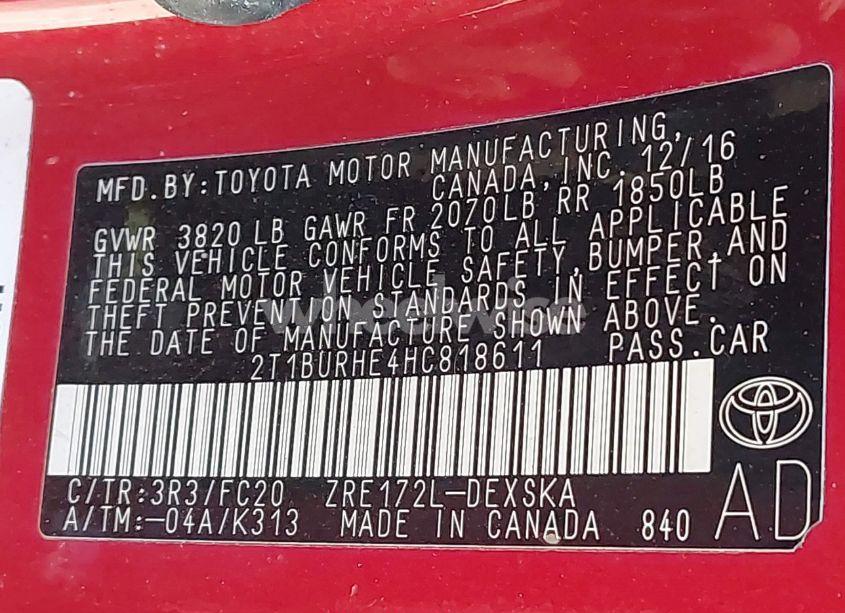 MFD.BY:TOYOTA MOTOR MANUFACTURING,
CANADA,INC. 12/16
GVWR 3820 LB GAWR FR 2070LB RR 1850LB
THIS VEHICLE CONFORMS TO ALL APPLICABLE
FEDERAL MOTOR VEHICLE SAFETY,BUMPER,AND
THEFT PREVENTION STANDARDS IN EFFECT ON
THE DATE OF MANUFACTURE SHOWN ABOVE.
2T1BURHE4HC818611 PASS.CAR
C/TR:3R3/FC20 ZRE172L-DEXSKA
A/TM:-04A/K313 MADE IN CANADA 840
AD
wheelwise